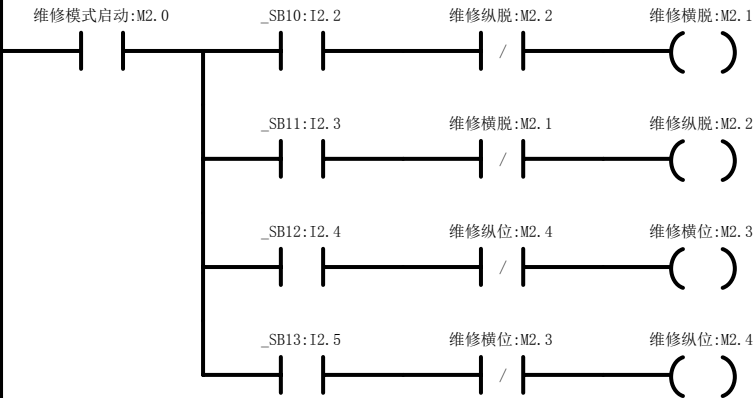 维修模式启动:M2.0 _SB10:I2.2 维修纵脱:M2.2 维修横脱:M2.1
/
_SB11:I2.3 维修横脱:M2.1 维修纵脱:M2.2
/
_SB12:I2.4 维修纵位:M2.4 维修横位:M2.3
/
_SB13:I2.5 维修横位:M2.3 维修纵位:M2.4
/